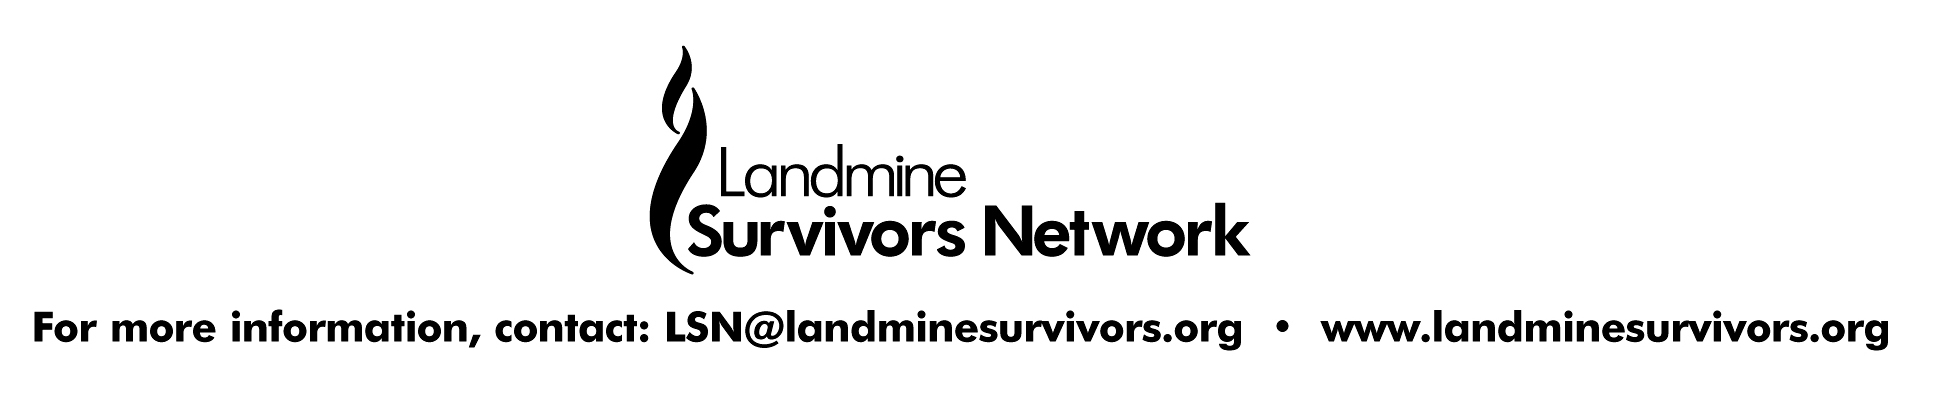 Landmine
Survivors Network
For more information, contact: LSN@landminesurvivors.org • www.landminesurvivors.org